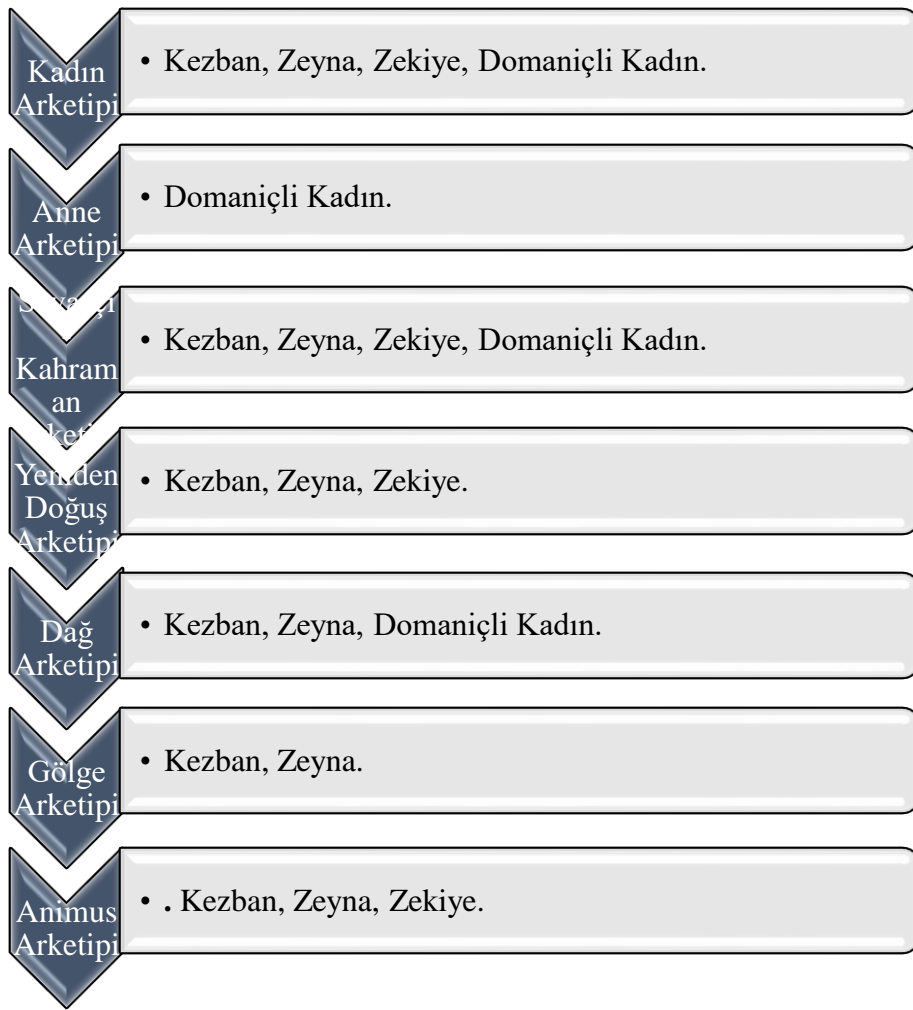 Kadın
Arketipi
• Kezban, Zeyna, Zekiye, Domaniçli Kadın.
Anne
Arketipi
• Domaniçli Kadın.
Kahram
an
• Kezban, Zeyna, Zekiye, Domaniçli Kadın.
Yeniden
Doğuş
Arketipi
• Kezban, Zeyna, Zekiye.
Dağ
Arketipi
• Kezban, Zeyna, Domaniçli Kadın.
Gölge
Arketipi
• Kezban, Zeyna.
Animus
Arketipi
• . Kezban, Zeyna, Zekiye.